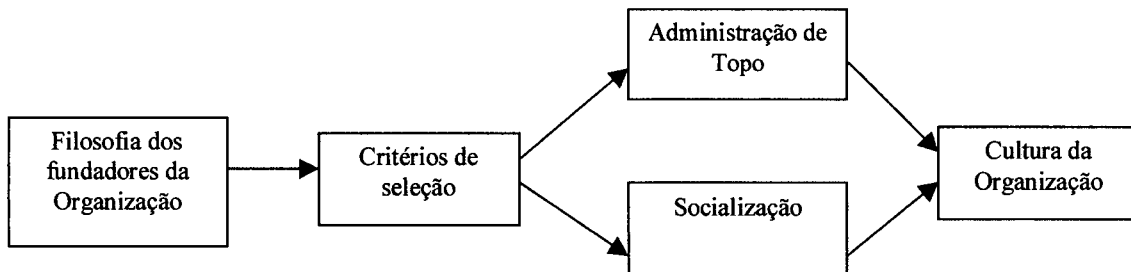 Filosofia dos
fundadores da
Organização
Critérios de
seleção
Administração de
Topo
Socialização
Cultura da
Organização